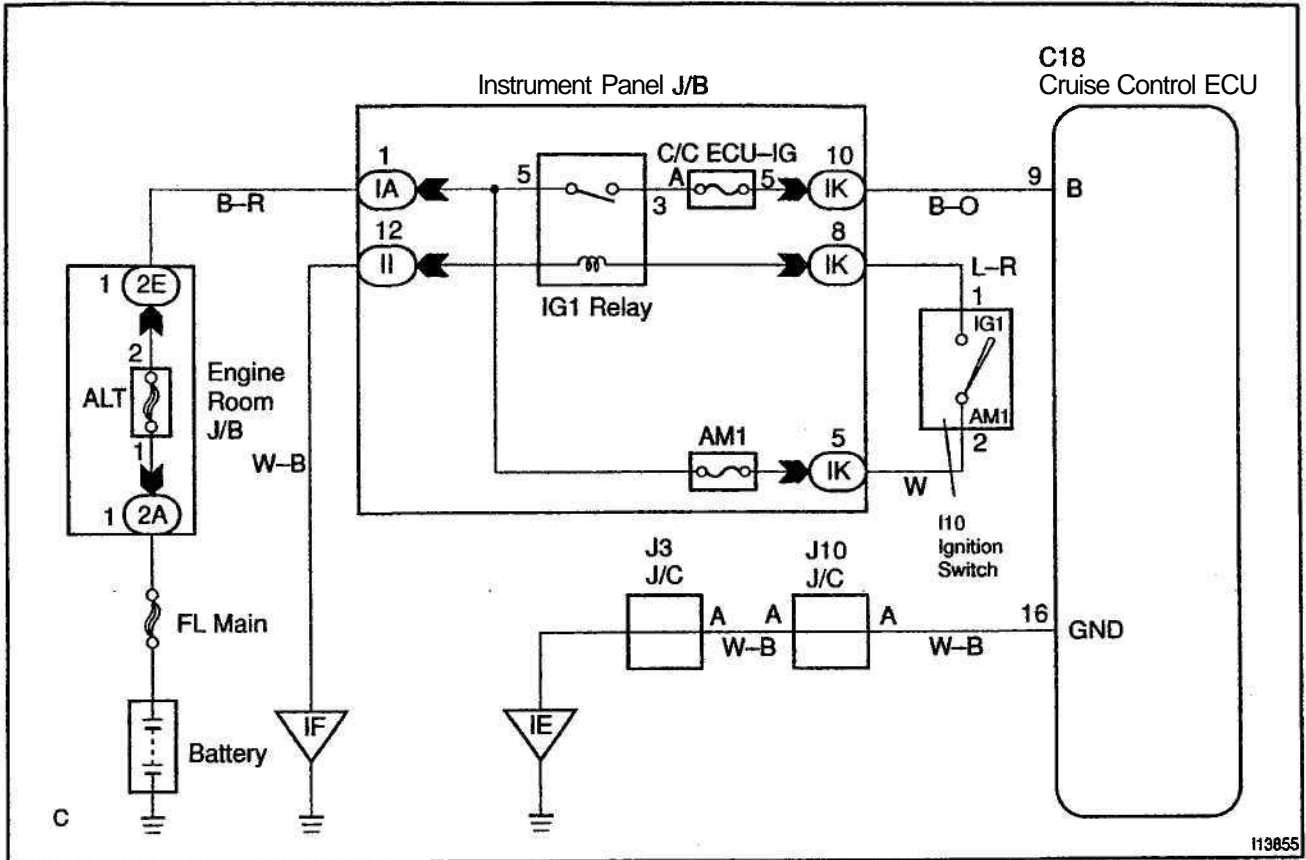 C18
Cruise Control ECU
Instrument Panel J/B
1
IA
B–R
5
3
C/C ECU–IG
A
5
10
IK
B–O
9
B
12
II
IG1 Relay
8
IK
L–R
1
IG1
AM1
2
1
2E
2
ALT
1
1
2A
Engine
Room
J/B
W–B
AM1
5
IK
W
I10
Ignition
Switch
FL Main
J3
J/C
A
W–B
A
J10
J/C
A
W–B
16
GND
Battery
IF
IE
C
I13855